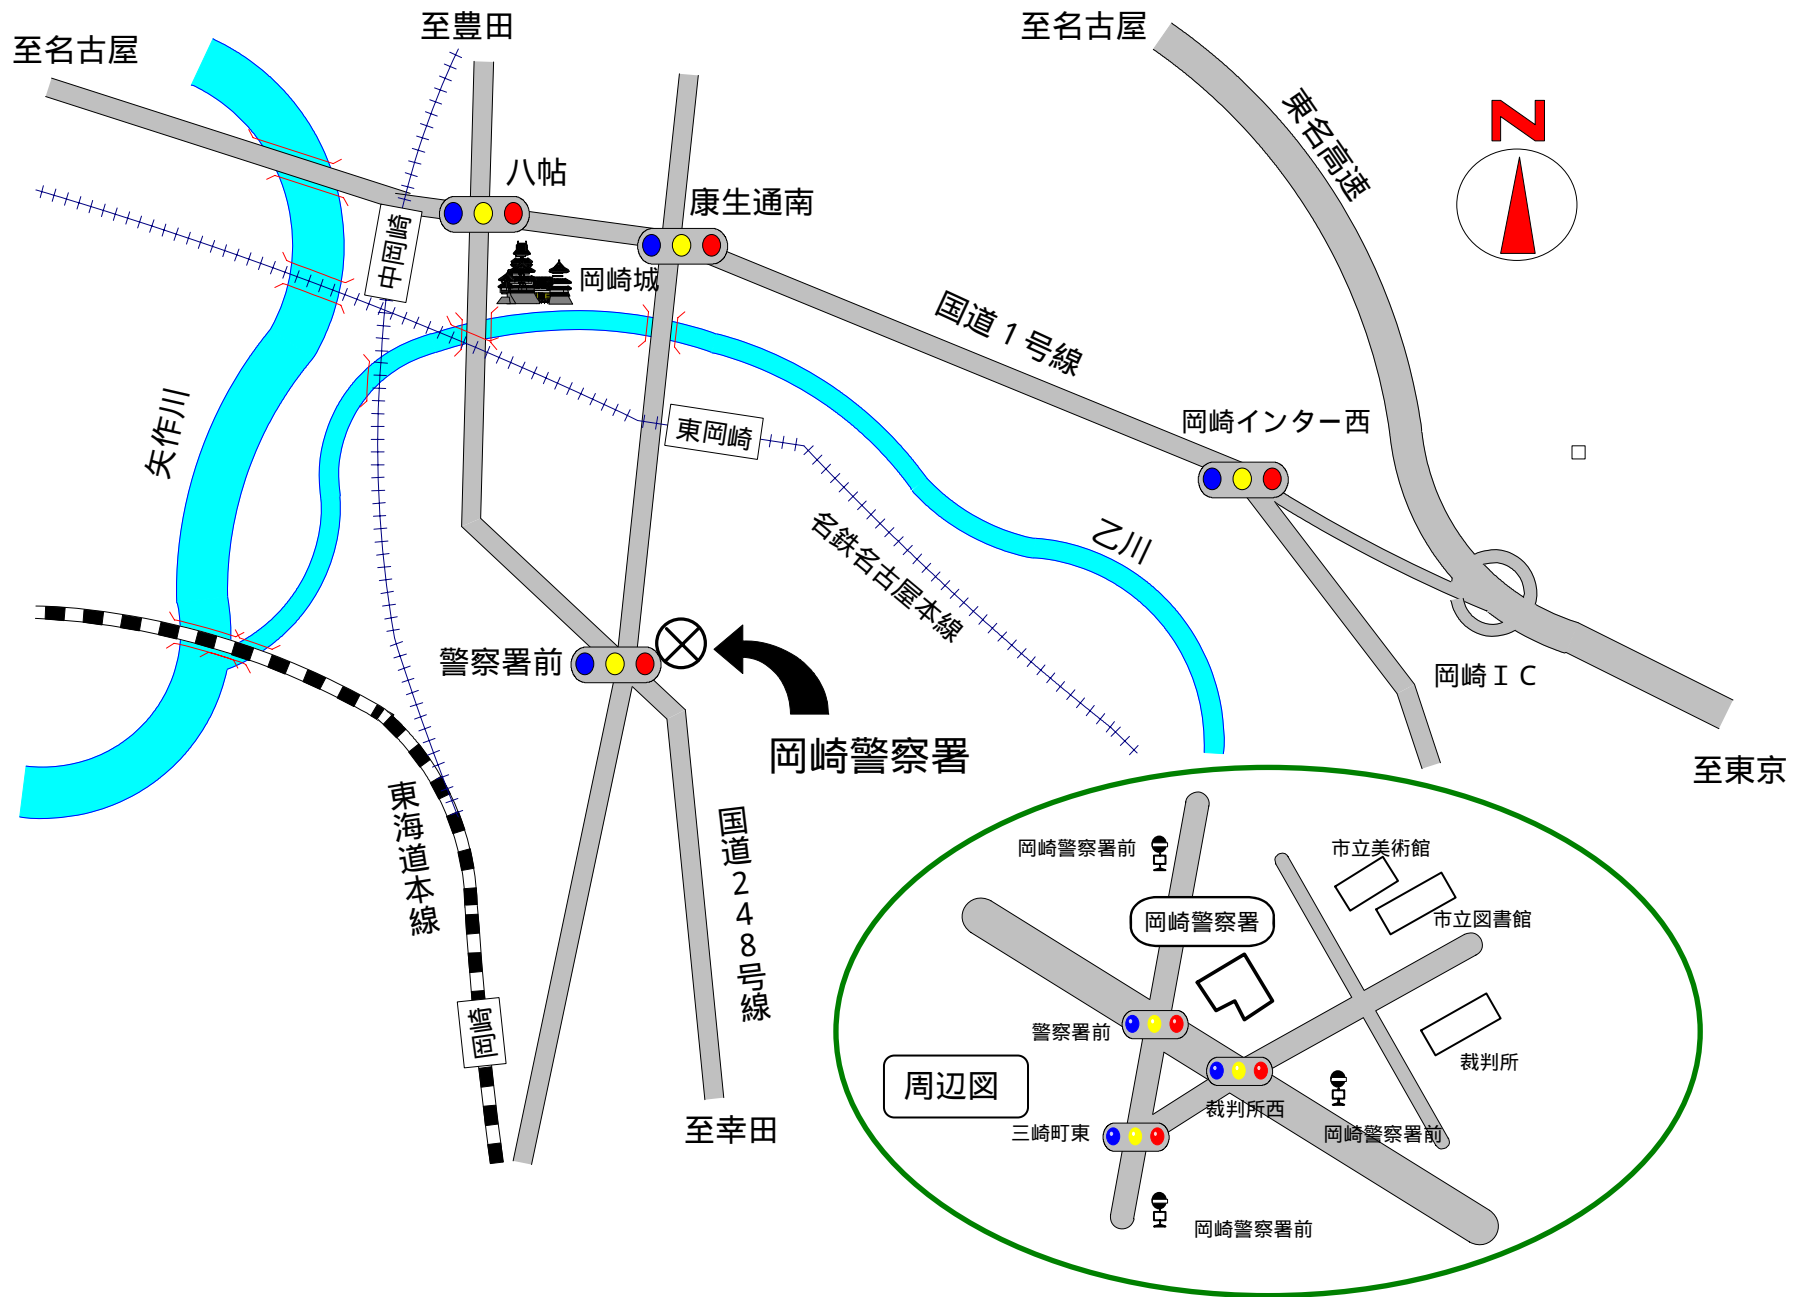 至豊田
至名古屋
至名古屋
N
東名高速
八帖
康生通南
中岡崎
岡崎城
国道1号線
矢作川
岡崎インター西
東岡崎
名鉄名古屋本線
乙川
警察署前
岡崎IC
岡崎警察署
至東京
東海道本線
国道248号線
岡崎
至幸田
岡崎警察署前
市立美術館
岡崎警察署
市立図書館
警察署前
裁判所
周辺図
裁判所西
三崎町東
岡崎警察署前
岡崎警察署前